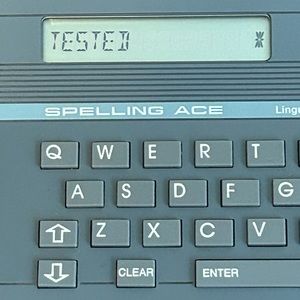 TESTED
SPELLING ACE
Q W E R T
A S D F G
Z X C V
CLEAR ENTER